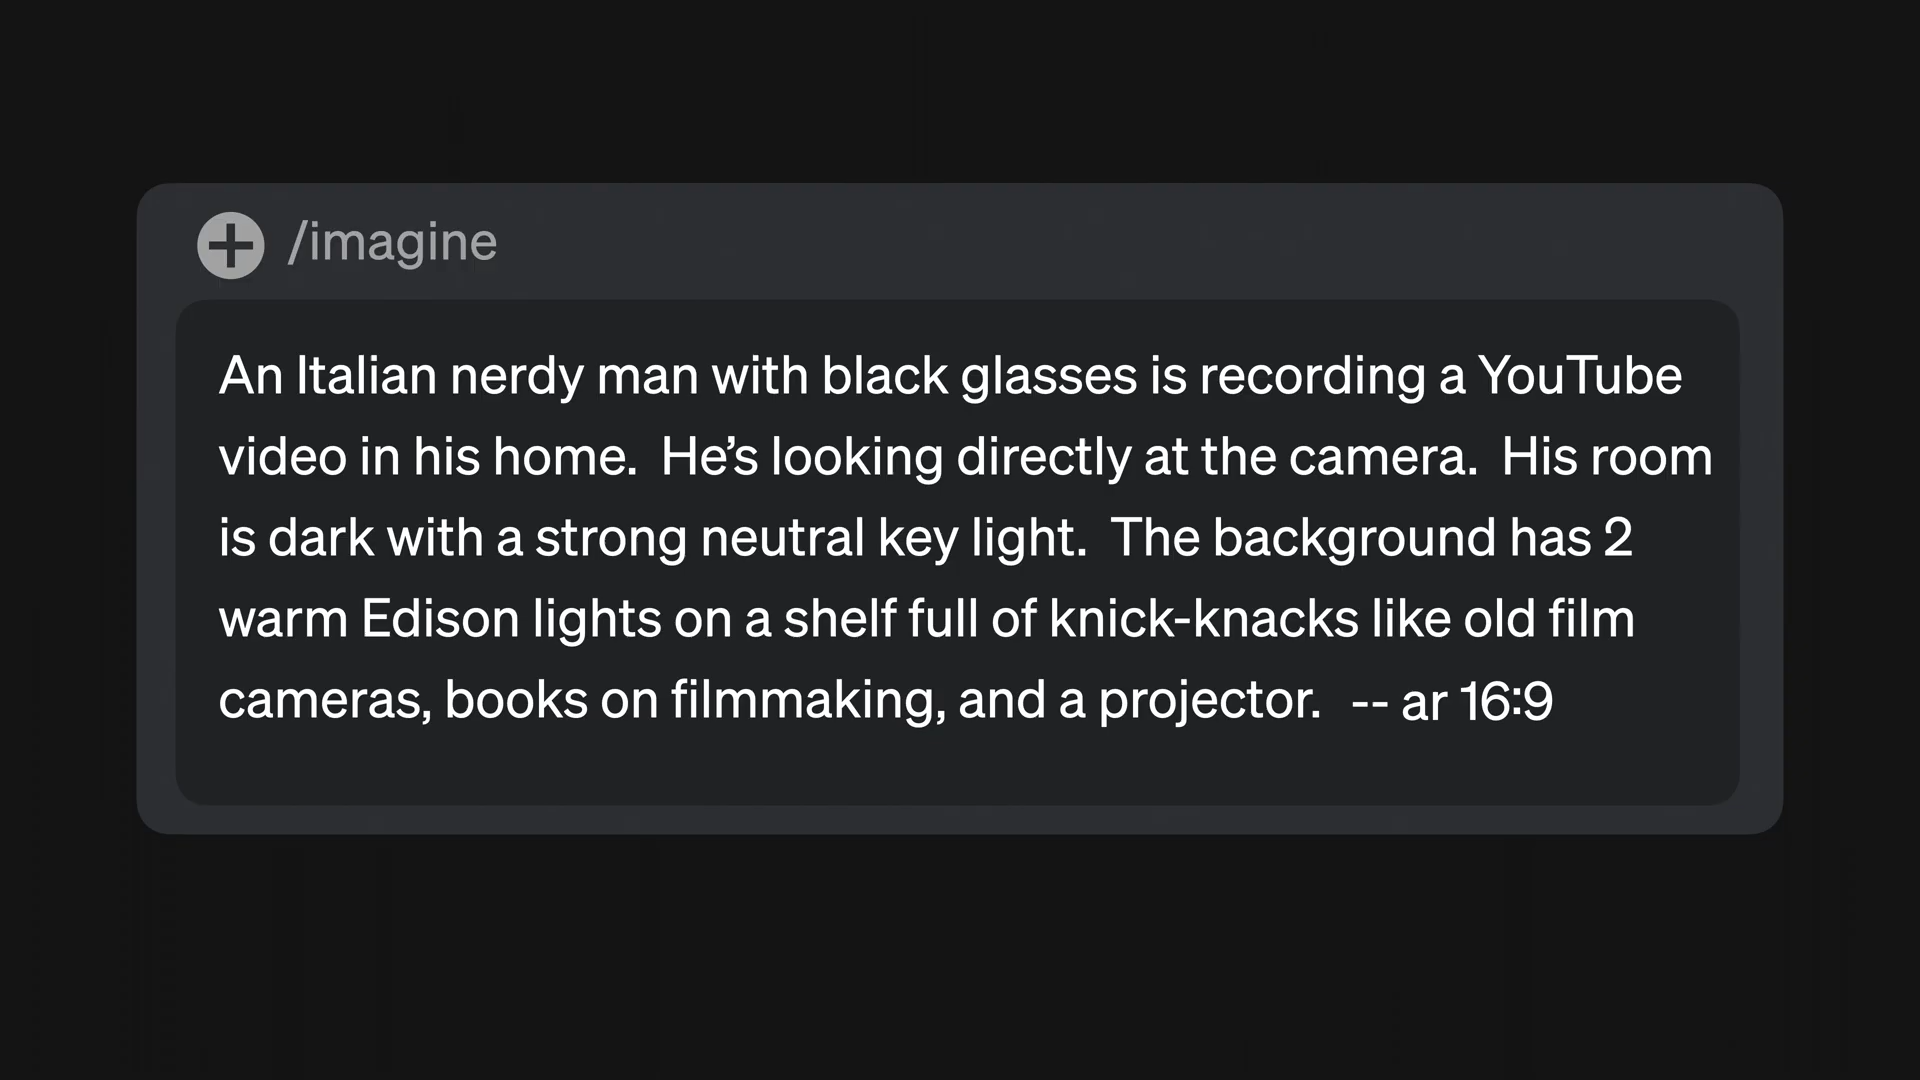 /imagine
An Italian nerdy man with black glasses is recording a YouTube
video in his home.  He’s looking directly at the camera.  His room
is dark with a strong neutral key light.  The background has 2
warm Edison lights on a shelf full of knick-knacks like old film
cameras, books on filmmaking, and a projector.  -- ar 16:9